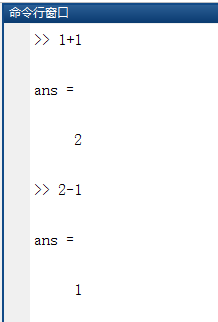 命令行窗口
>> 1+1
ans =
2
>> 2-1
ans =
1